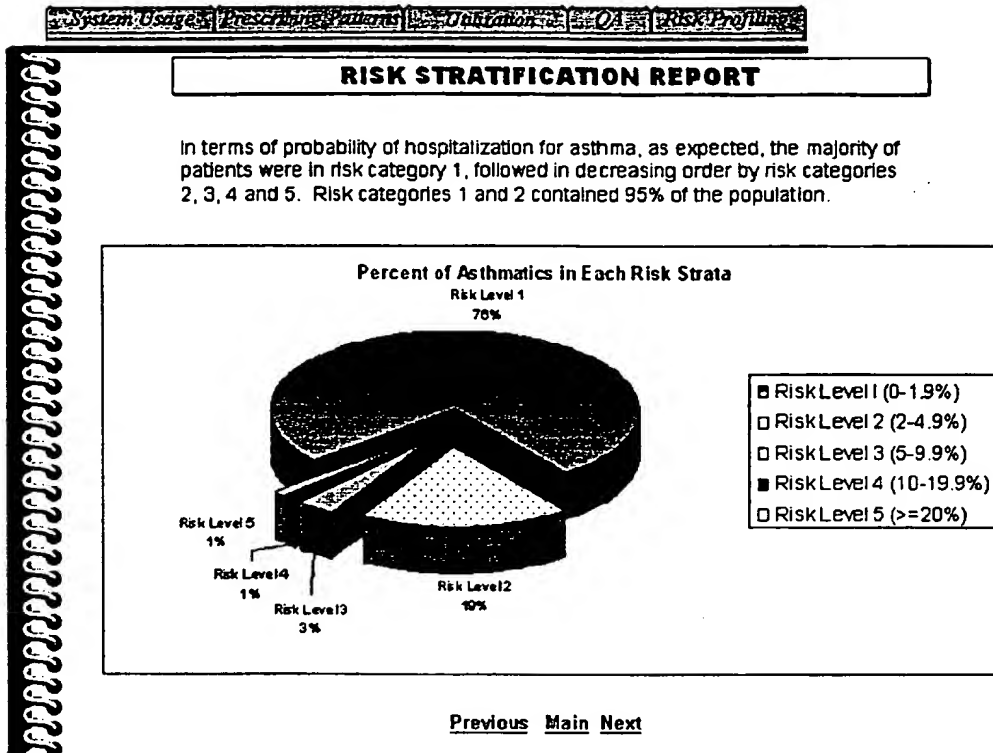 System Usage Prescribing Patterns Utilization QA Risk Profiling
RISK STRATIFICATION REPORT
In terms of probability of hospitalization for asthma, as expected, the majority of
patients were in risk category 1, followed in decreasing order by risk categories
2, 3, 4 and 5. Risk categories 1 and 2 contained 95% of the population.
Percent of Asthmatics in Each Risk Strata
Risk Level 1
76%
Risk Level 5
1%
Risk Level 4
1%
Risk Level 3
3%
Risk Level 2
19%
Risk Level 1 (0-1.9%)
Risk Level 2 (2-4.9%)
Risk Level 3 (5-9.9%)
Risk Level 4 (10-19.9%)
Risk Level 5 (>=20%)
Previous Main Next